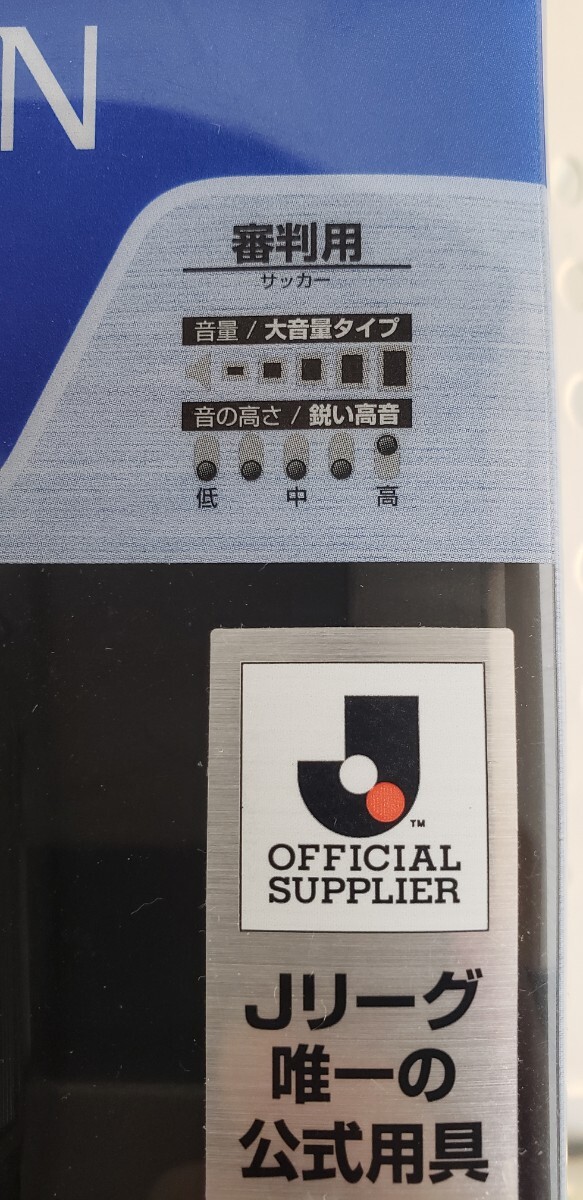 N
審判用
サッカー
音量 / 大音量タイプ
音の高さ / 鋭い高音
低 中 高
J
TM
OFFICIAL
SUPPLIER
Jリーグ
唯一の
公式用具